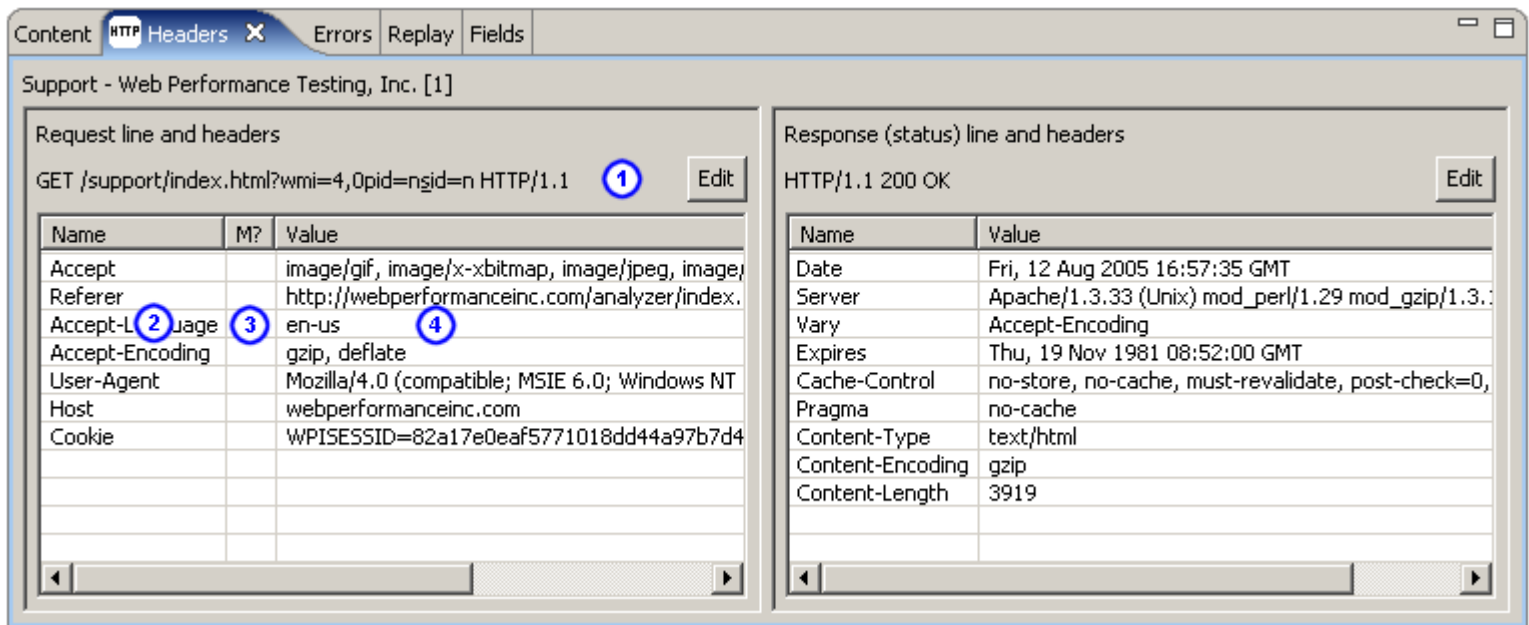 Content HTTP Headers Errors Replay Fields
Support - Web Performance Testing, Inc. [1]
Request line and headers
GET /support/index.html?wmi=4,0pid=nsid=n HTTP/1.1 1 Edit
Name M? Value
Accept image/gif, image/x-xbitmap, image/jpeg, image/
Referer http://webperformanceinc.com/analyzer/index.
Accept-L 2 uage 3 en-us 4
Accept-Encoding gzip, deflate
User-Agent Mozilla/4.0 (compatible; MSIE 6.0; Windows NT
Host webperformanceinc.com
Cookie WPISESSID=82a17e0eaf5771018dd44a97b7d4
Response (status) line and headers
HTTP/1.1 200 OK Edit
Name Value
Date Fri, 12 Aug 2005 16:57:35 GMT
Server Apache/1.3.33 (Unix) mod_perl/1.29 mod_gzip/1.3.
Vary Accept-Encoding
Expires Thu, 19 Nov 1981 08:52:00 GMT
Cache-Control no-store, no-cache, must-revalidate, post-check=0,
Pragma no-cache
Content-Type text/html
Content-Encoding gzip
Content-Length 3919